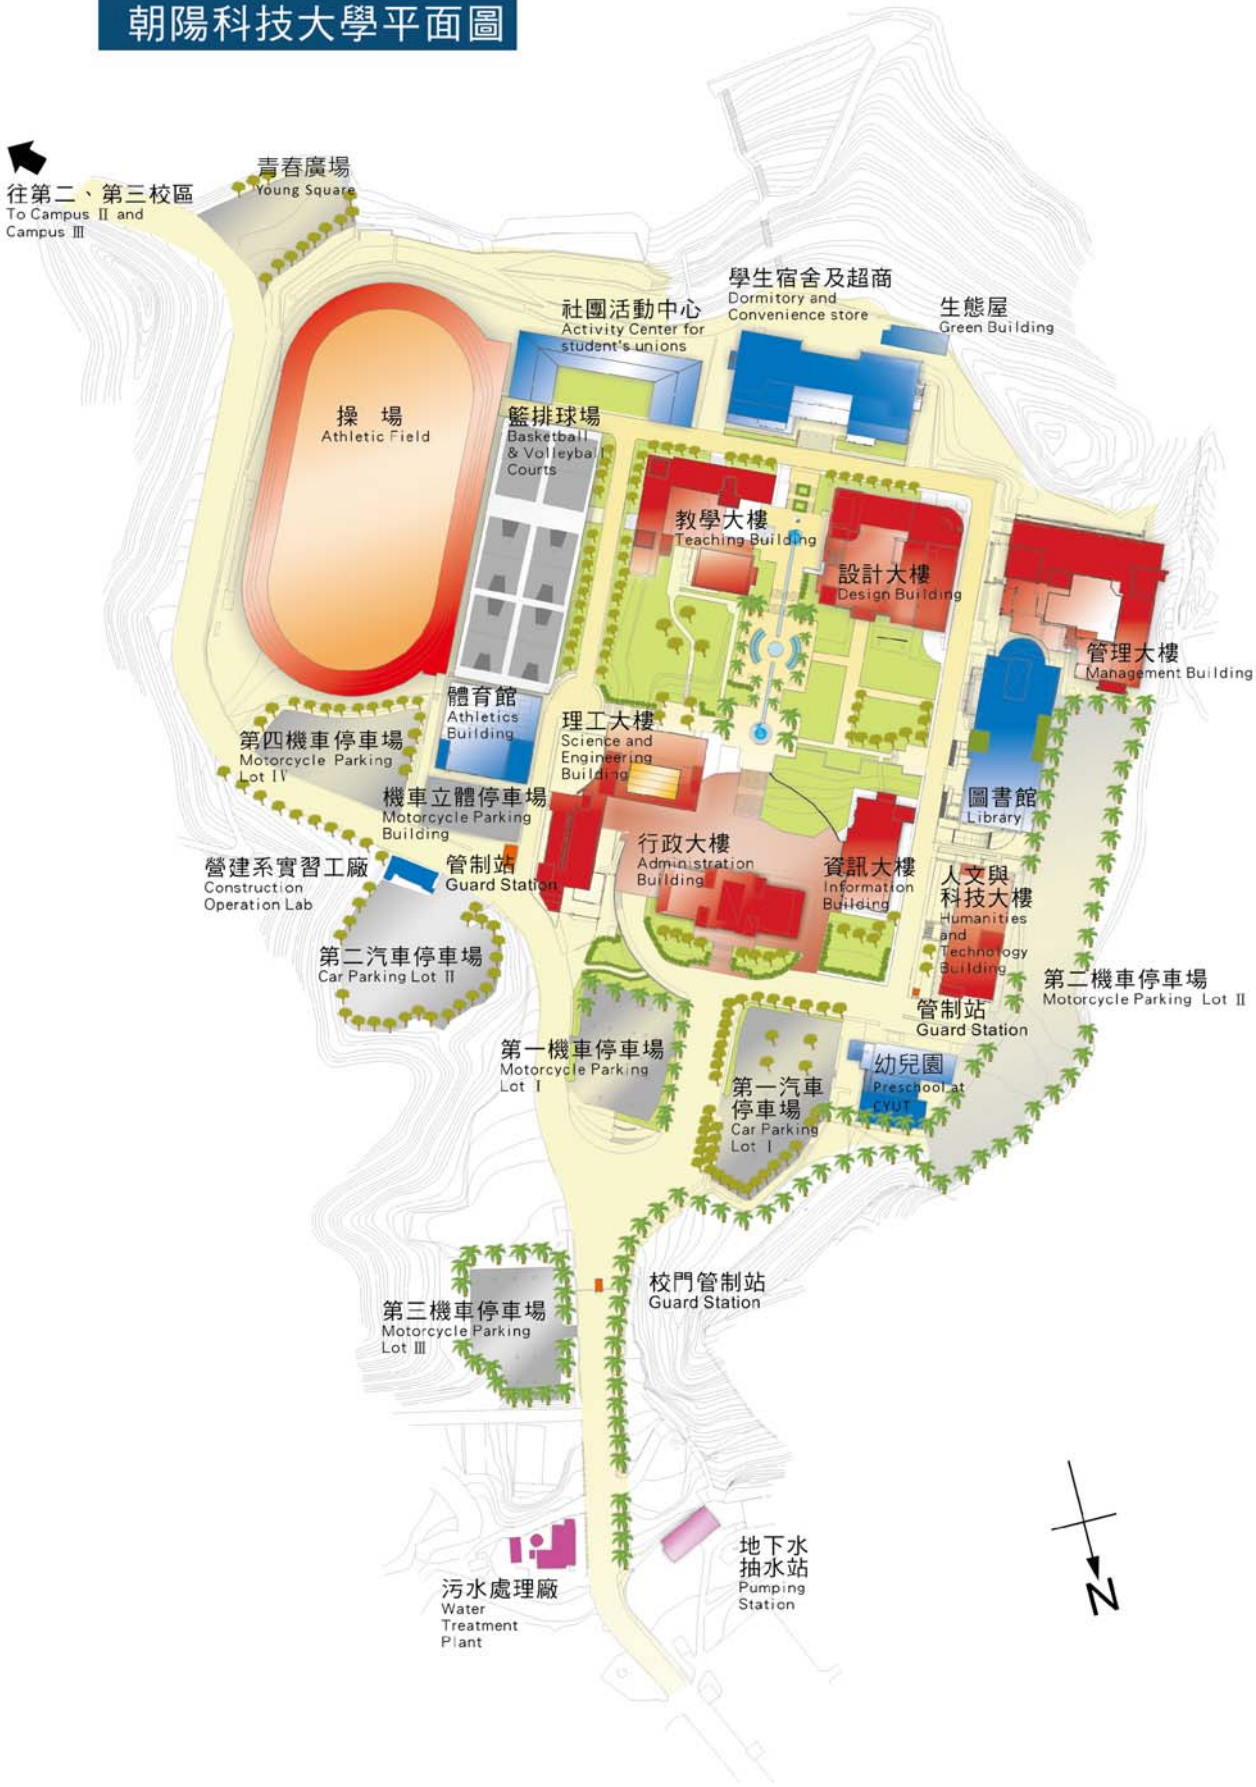 朝陽科技大學平面圖
青春廣場
Young Square
往第二、第三校區
To Campus Ⅱ and
Campus Ⅲ
學生宿舍及超商
Dormitory and
Convenience store
生態屋
Green Building
社團活動中心
Activity Center for
student's unions
操 場
Athletic Field
籃排球場
Basketball
& Volleyball
Courts
教學大樓
Teaching Building
設計大樓
Design Building
管理大樓
Management Building
體育館
Athletics
Building
理工大樓
Science and
Engineering
Building
第四機車停車場
Motorcycle Parking
Lot Ⅳ
機車立體停車場
Motorcycle Parking
Building
圖書館
Library
行政大樓
Administration
Building
資訊大樓
Information
Building
人文與
科技大樓
Humanities
and
Technology
Building
營建系實習工廠
Construction
Operation Lab
管制站
Guard Station
第二汽車停車場
Car Parking Lot Ⅱ
第二機車停車場
Motorcycle Parking Lot Ⅱ
管制站
Guard Station
第一機車停車場
Motorcycle Parking
Lot Ⅰ
第一汽車
停車場
Car Parking
Lot Ⅰ
幼兒園
Preschool at
CYUT
校門管制站
Guard Station
第三機車停車場
Motorcycle Parking
Lot Ⅲ
地下水
抽水站
Pumping
Station
污水處理廠
Water
Treatment
Plant
N